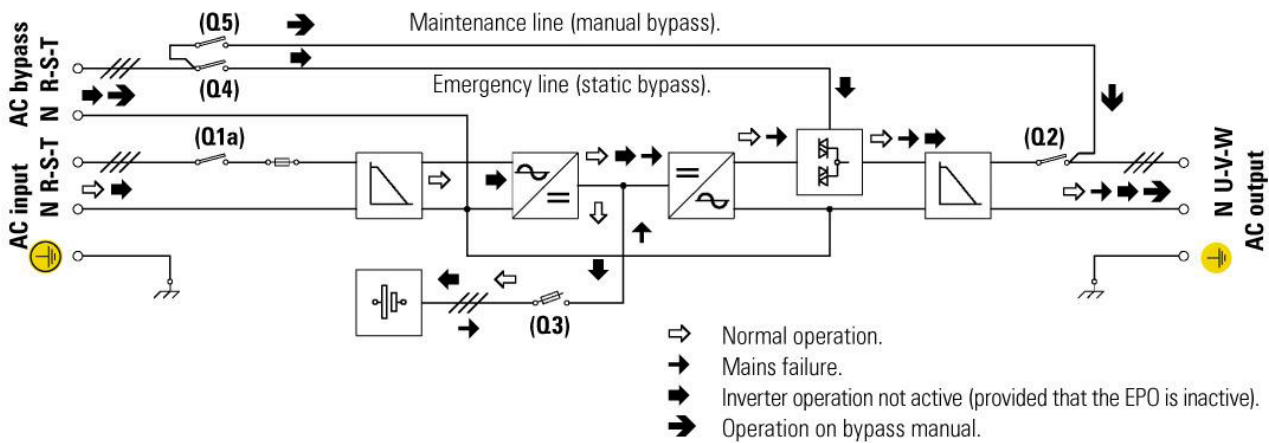 (Q5)
Maintenance line (manual bypass).
AC bypass
N R-S-T
(Q4)
Emergency line (static bypass).
(Q1a)
(Q2)
AC input
N R-S-T
N U-V-W
AC output
(Q3)
Normal operation.
Mains failure.
Inverter operation not active (provided that the EPO is inactive).
Operation on bypass manual.